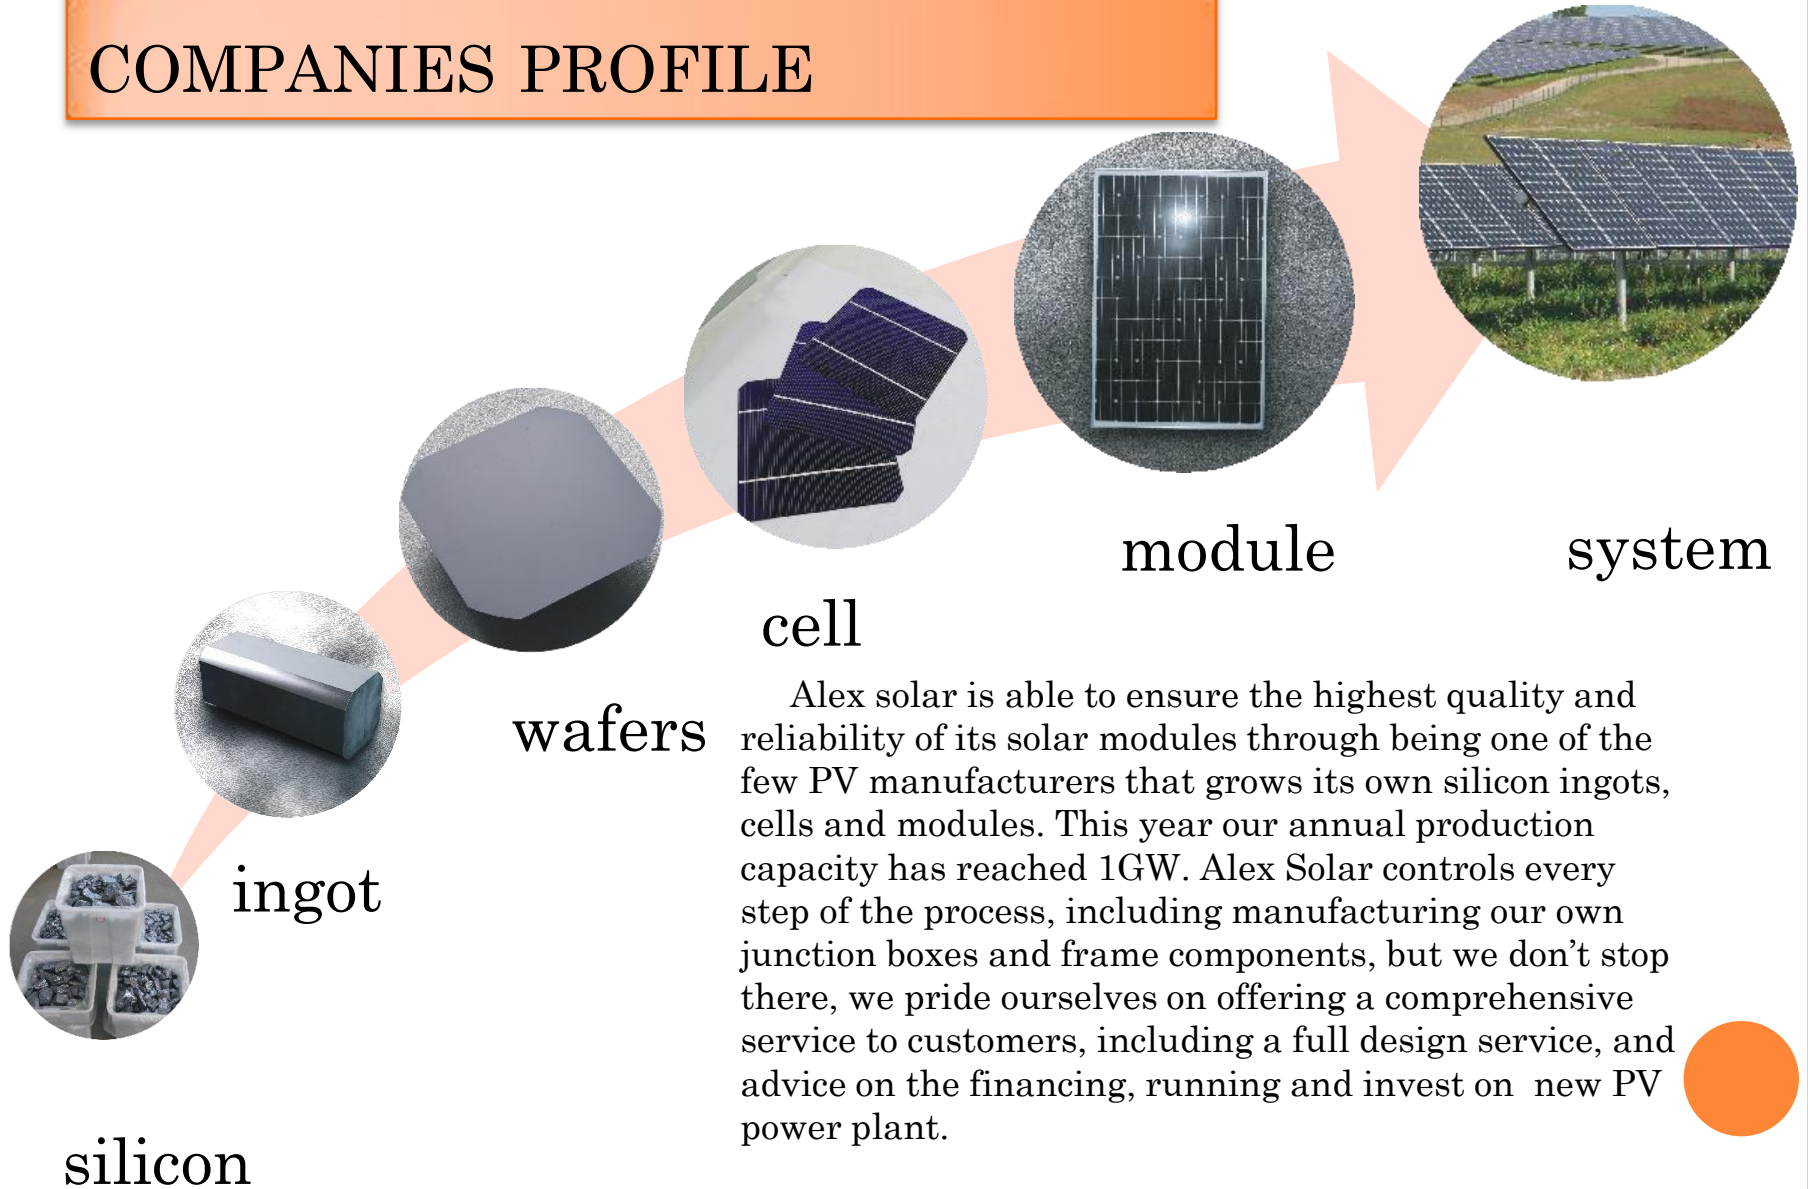 COMPANIES PROFILE
module
system
cell
wafers
ingot
silicon
Alex solar is able to ensure the highest quality and
reliability of its solar modules through being one of the
few PV manufacturers that grows its own silicon ingots,
cells and modules. This year our annual production
capacity has reached 1GW. Alex Solar controls every
step of the process, including manufacturing our own
junction boxes and frame components, but we don’t stop
there, we pride ourselves on offering a comprehensive
service to customers, including a full design service, and
advice on the financing, running and invest on  new PV
power plant.